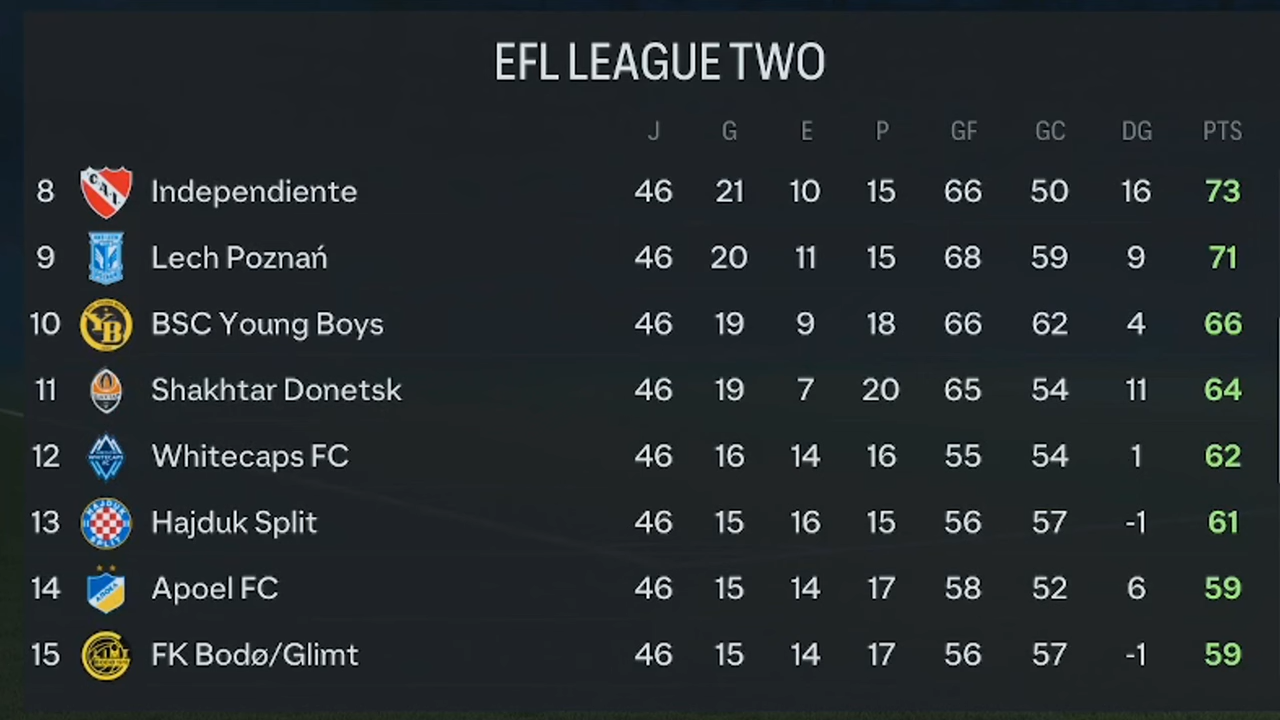 EFL LEAGUE TWO
J G E P GF GC DG PTS
8 Independiente 46 21 10 15 66 50 16 73
9 Lech Poznań 46 20 11 15 68 59 9 71
10 BSC Young Boys 46 19 9 18 66 62 4 66
11 Shakhtar Donetsk 46 19 7 20 65 54 11 64
12 Whitecaps FC 46 16 14 16 55 54 1 62
13 Hajduk Split 46 15 16 15 56 57 -1 61
14 Apoel FC 46 15 14 17 58 52 6 59
15 FK Bodø/Glimt 46 15 14 17 56 57 -1 59